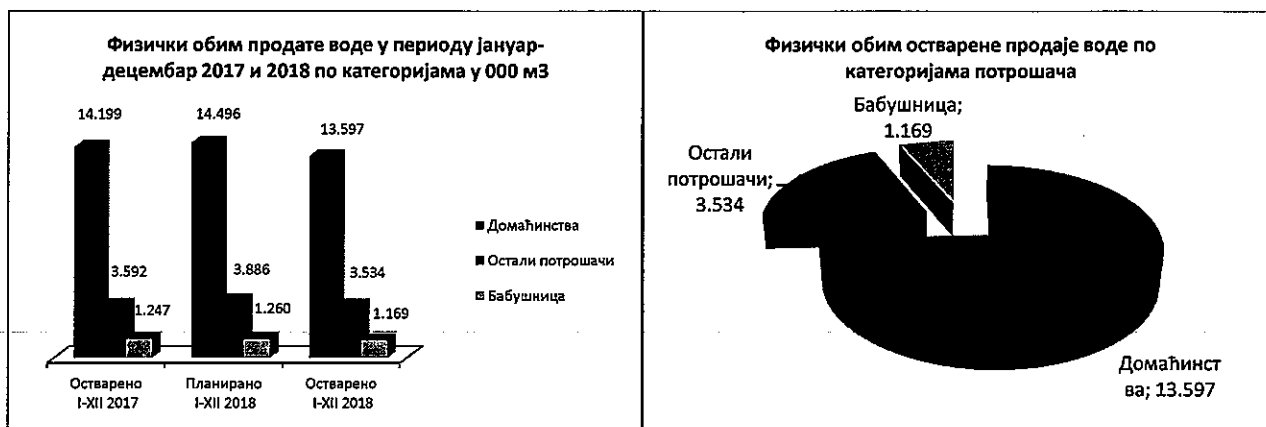 Физички обим продате воде у периоду јануар-
децембар 2017 и 2018 по категоријама у 000 м3
14.199
14.496
13.597
3.592
3.886
3.534
1.247
1.260
1.169
Домаћинства
Остали потрошачи
Бабушница
Остварено
I-XII 2017
Планирано
I-XII 2018
Остварено
I-XII 2018
Физички обим остварене продаје воде по
категоријама потрошача
Бабушница;
1.169
Остали
потрошачи;
3.534
Домаћинст
ва; 13.597